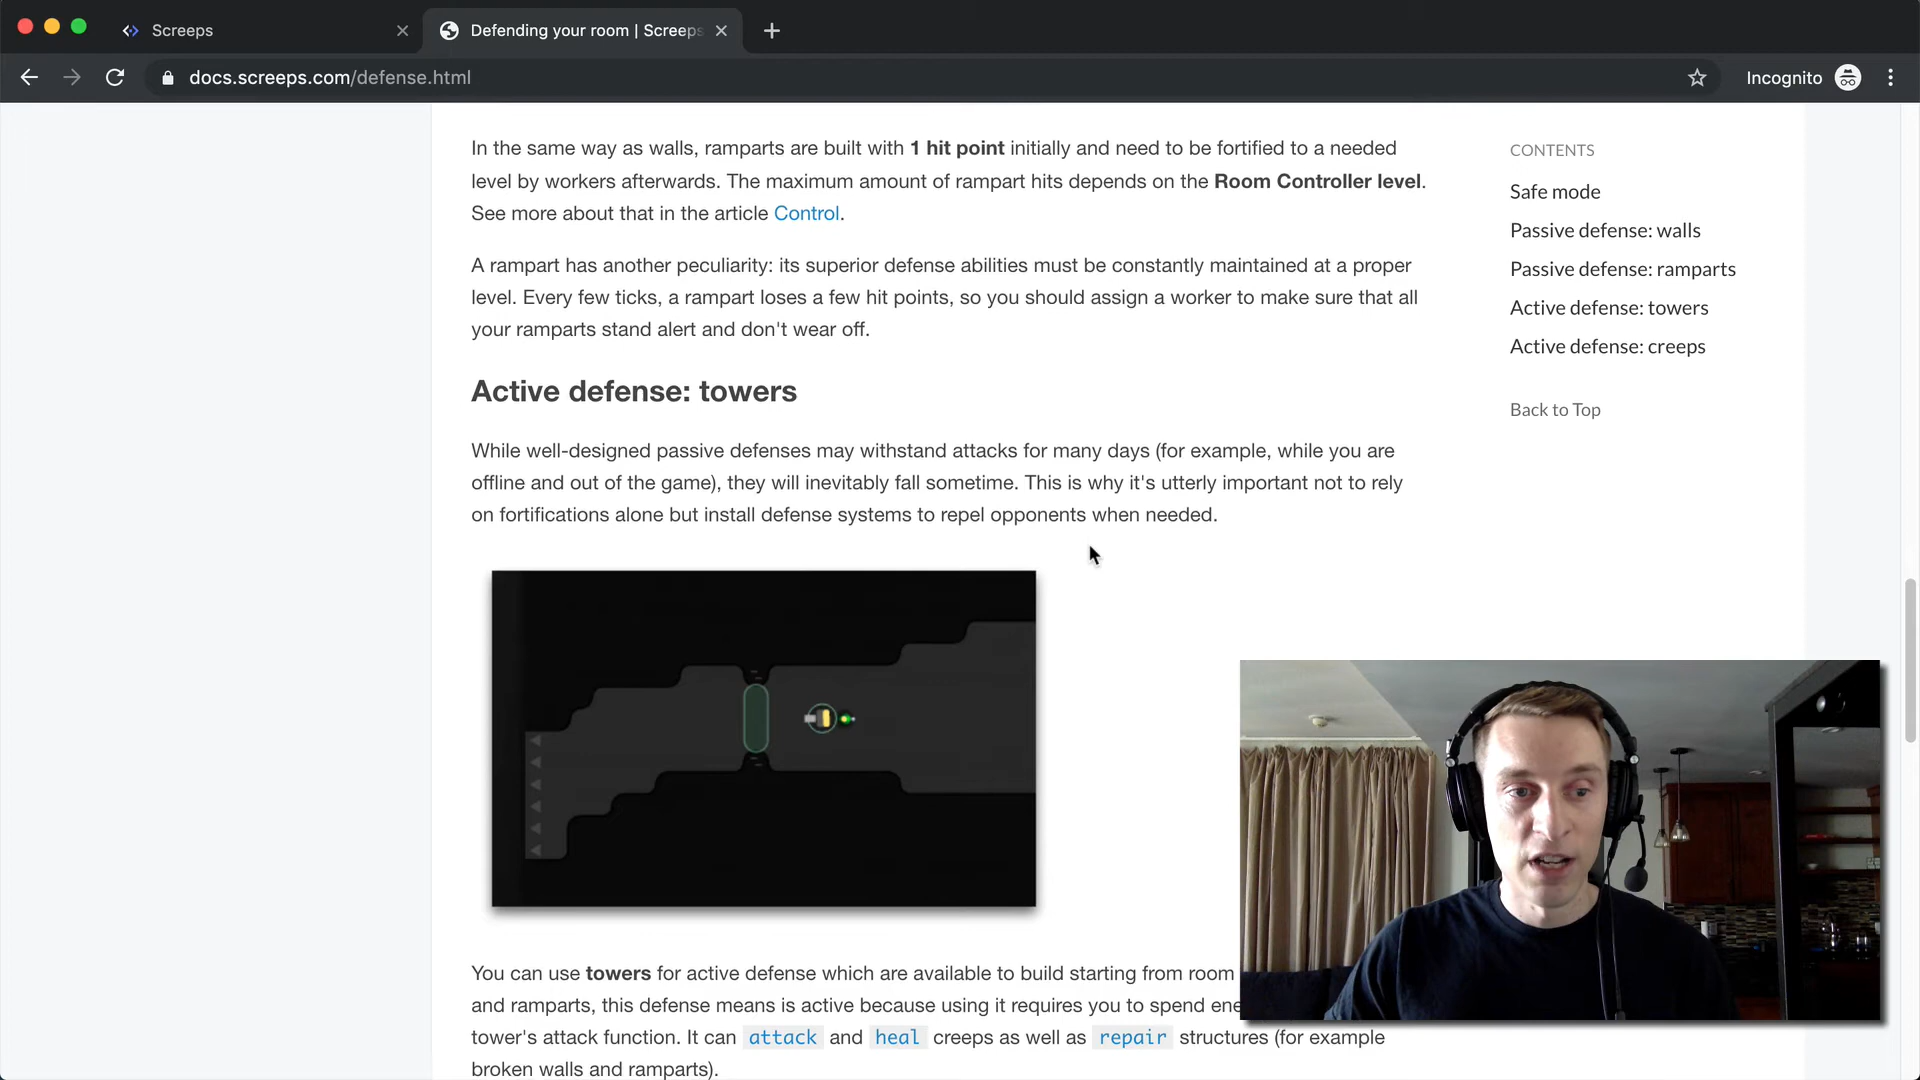 Screeps
Defending your room | Screeps
docs.screeps.com/defense.html
Incognito
In the same way as walls, ramparts are built with 1 hit point initially and need to be fortified to a needed
level by workers afterwards. The maximum amount of rampart hits depends on the Room Controller level.
See more about that in the article Control.
A rampart has another peculiarity: its superior defense abilities must be constantly maintained at a proper
level. Every few ticks, a rampart loses a few hit points, so you should assign a worker to make sure that all
your ramparts stand alert and don't wear off.
Active defense: towers
While well-designed passive defenses may withstand attacks for many days (for example, while you are
offline and out of the game), they will inevitably fall sometime. This is why it's utterly important not to rely
on fortifications alone but install defense systems to repel opponents when needed.
You can use towers for active defense which are available to build starting from room
and ramparts, this defense means is active because using it requires you to spend ene
tower's attack function. It can attack and heal creeps as well as repair structures (for example
broken walls and ramparts).
CONTENTS
Safe mode
Passive defense: walls
Passive defense: ramparts
Active defense: towers
Active defense: creeps
Back to Top